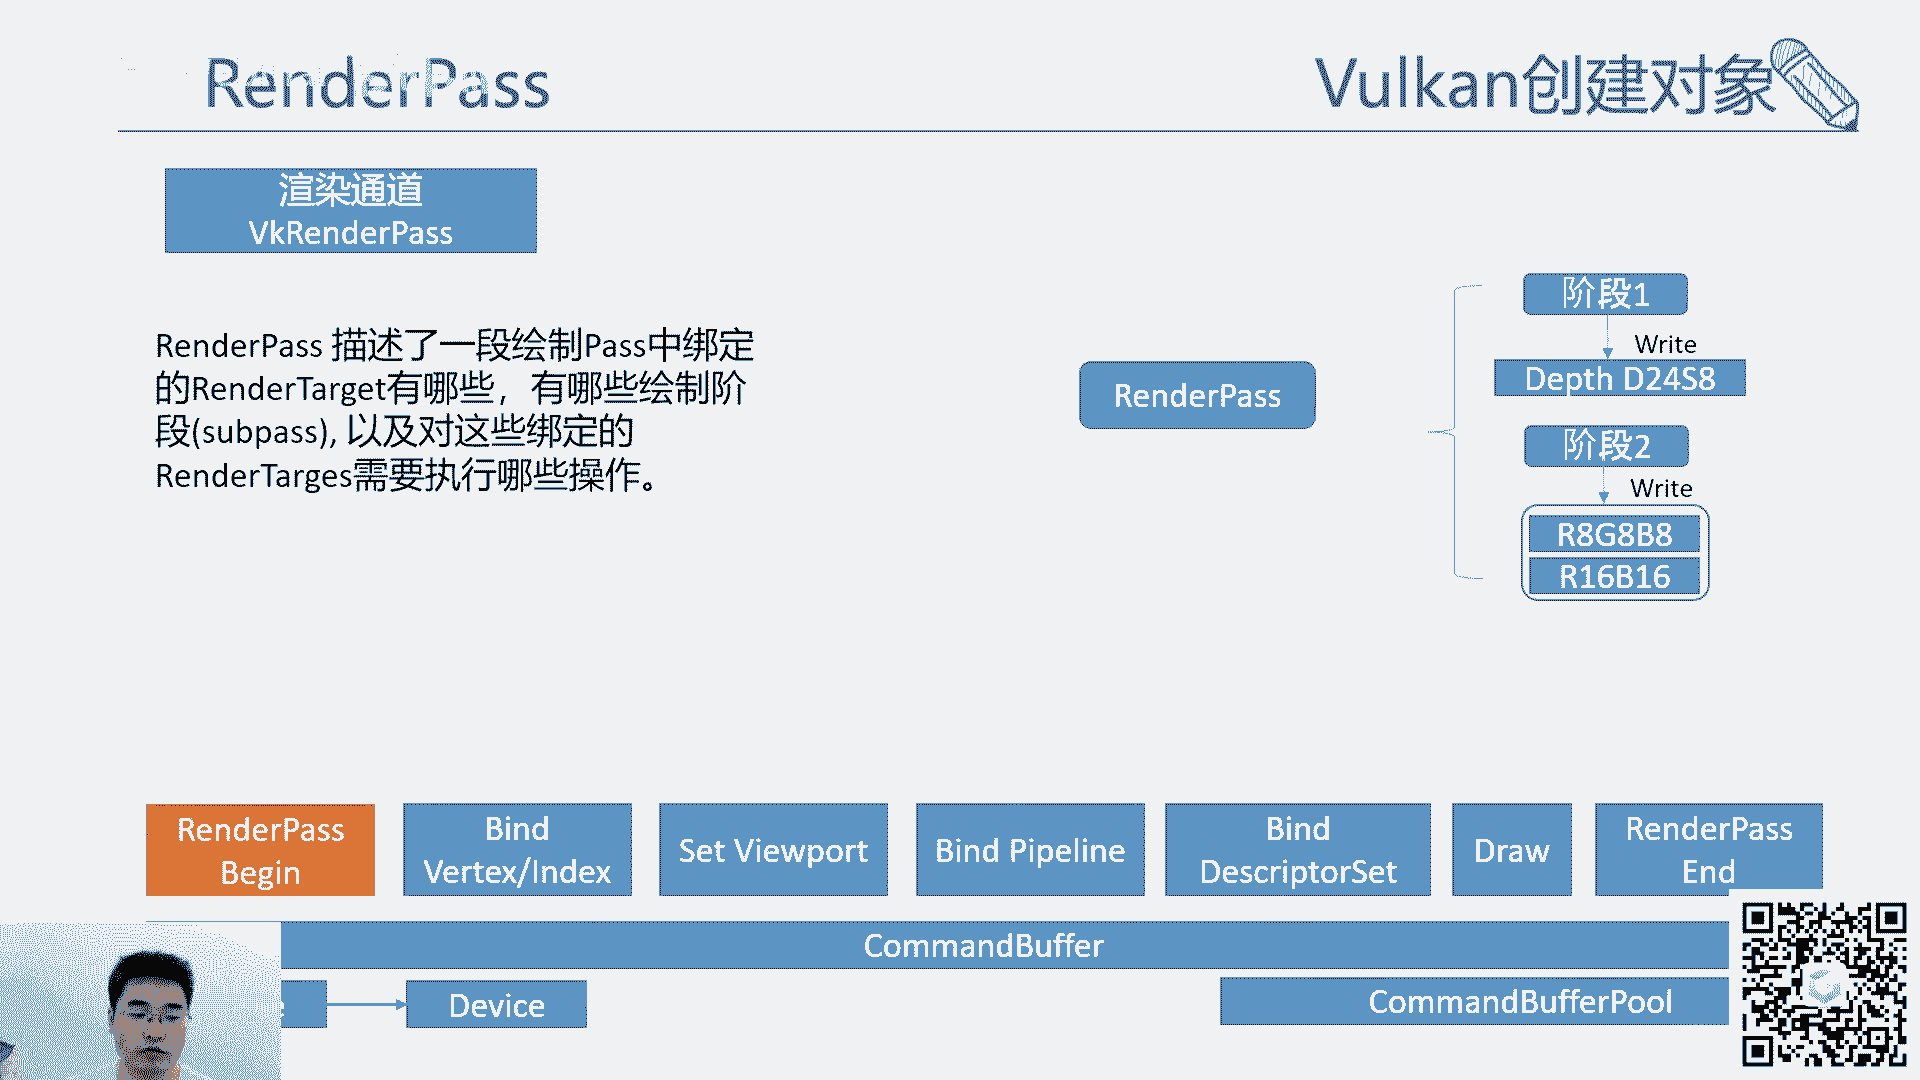 RenderPass
Vulkan创建对象
渲染通道
VkRenderPass
RenderPass 描述了一段绘制Pass中绑定
的RenderTarget有哪些，有哪些绘制阶
段(subpass), 以及对这些绑定的
RenderTarges需要执行哪些操作。
RenderPass
阶段1
Write
Depth D24S8
阶段2
Write
R8G8B8
R16B16
RenderPass
Begin
Bind
Vertex/Index
Set Viewport
Bind Pipeline
Bind
DescriptorSet
Draw
RenderPass
End
CommandBuffer
Device
CommandBufferPool